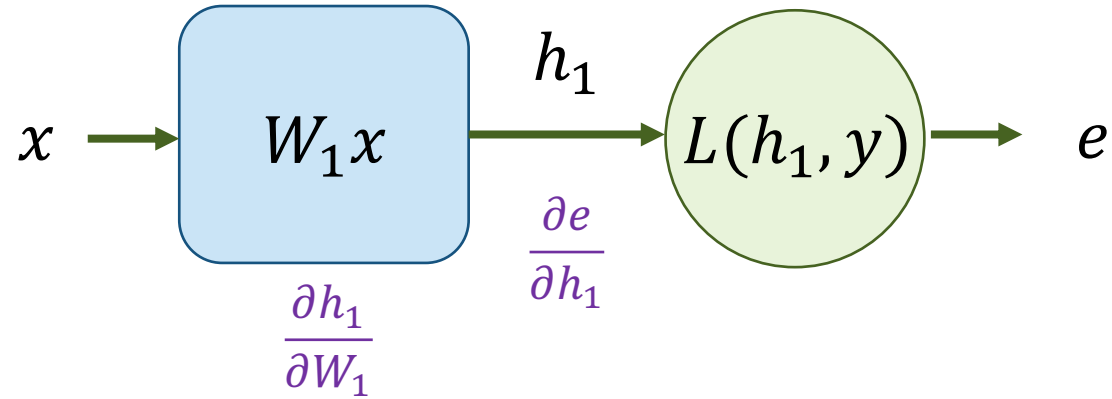 x
W₁x
h₁
L(h₁, y)
e
∂h₁/∂W₁
∂e/∂h₁